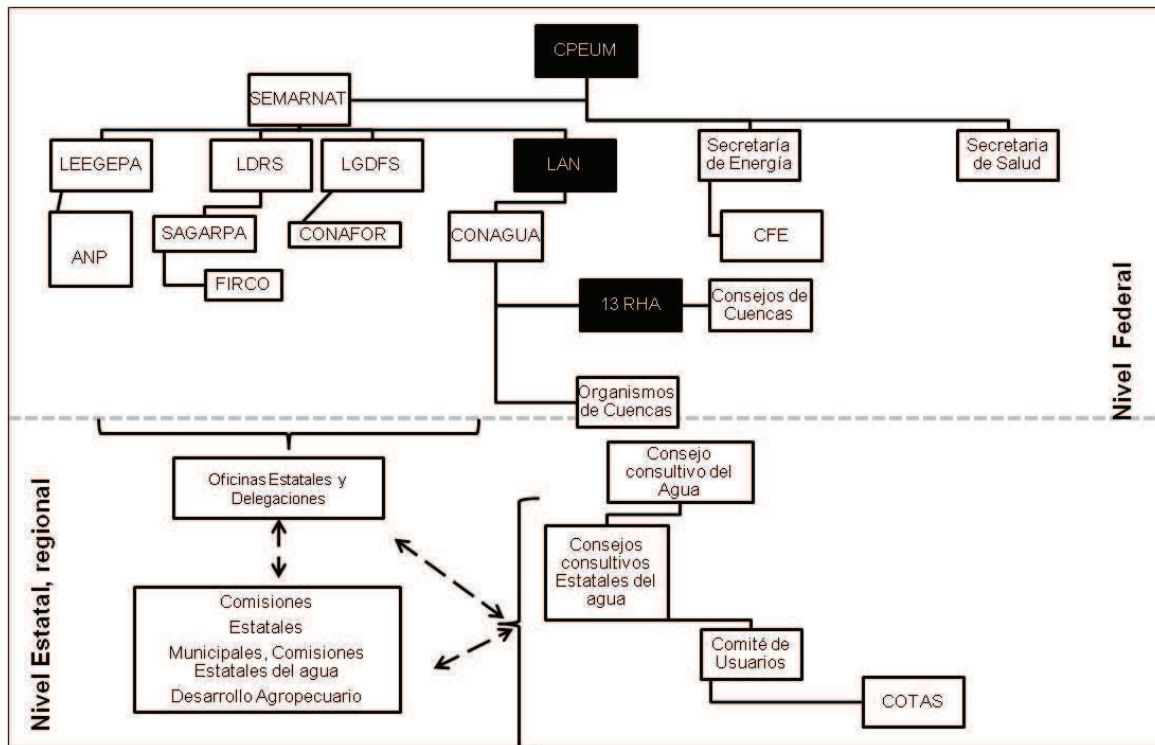 CPEUM
SEMARNAT
LEEGEPA
LDRS
LGDFS
LAN
Secretaría
de Energía
Secretaria
de Salud
ANP
SAGARPA
CONAFOR
CONAGUA
CFE
FIRCO
13 RHA
Consejos de
Cuencas
Organismos
de Cuencas
Nivel Federal
Nivel Estatal, regional
Oficinas Estatales y
Delegaciones
Comisiones
Estatales
Municipales, Comisiones
Estatales del agua
Desarrollo Agropecuario
Consejo
consultivo del
Agua
Consejos
consultivos
Estatales del
agua
Comité de
Usuarios
COTAS